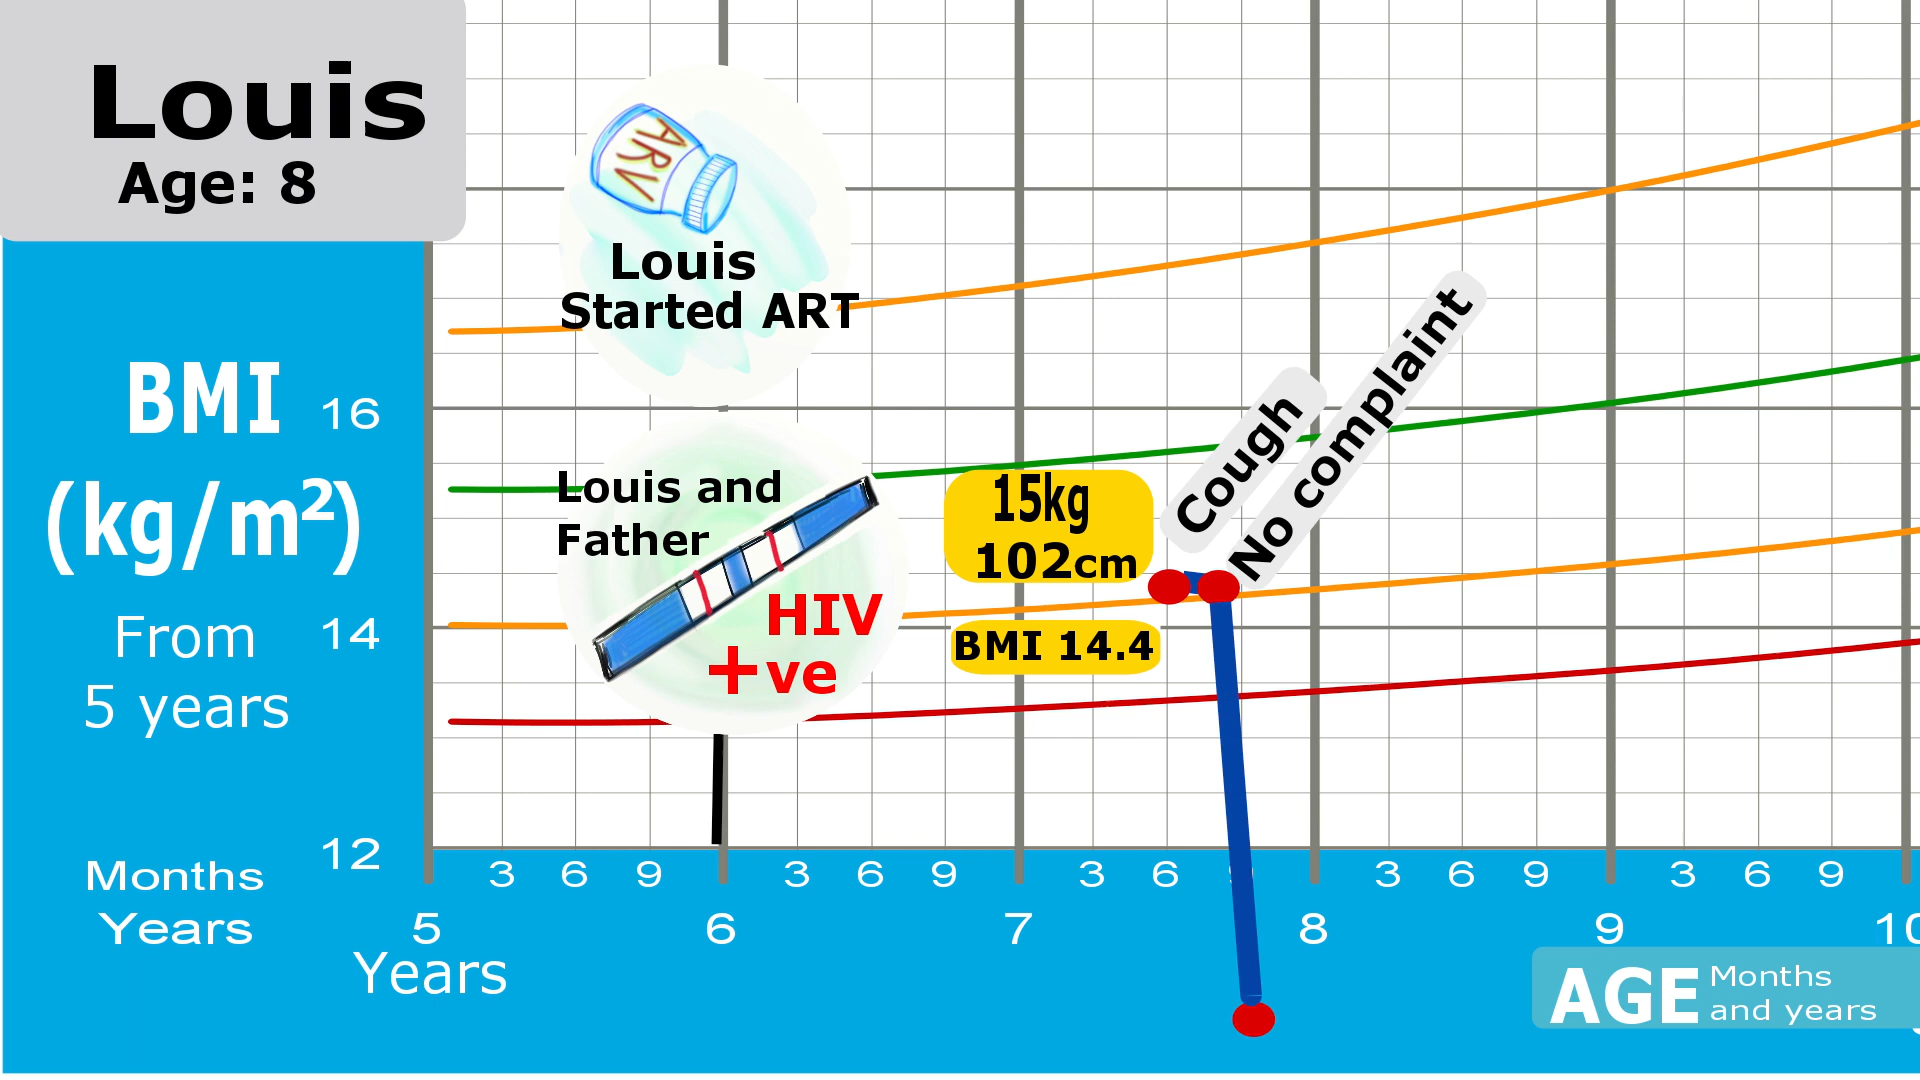 Louis
Age: 8
ARV
Louis
Started ART
BMI
(kg/m²)
From
5 years
16
14
12
Louis and
Father
HIV
+ve
15kg
102cm
BMI 14.4
Cough
No complaint
Months
3 6 9 3 6 9 3 6 3 6 9 3 6 9
Years
5 6 7 8 9 10
Years
AGE
Months
and years